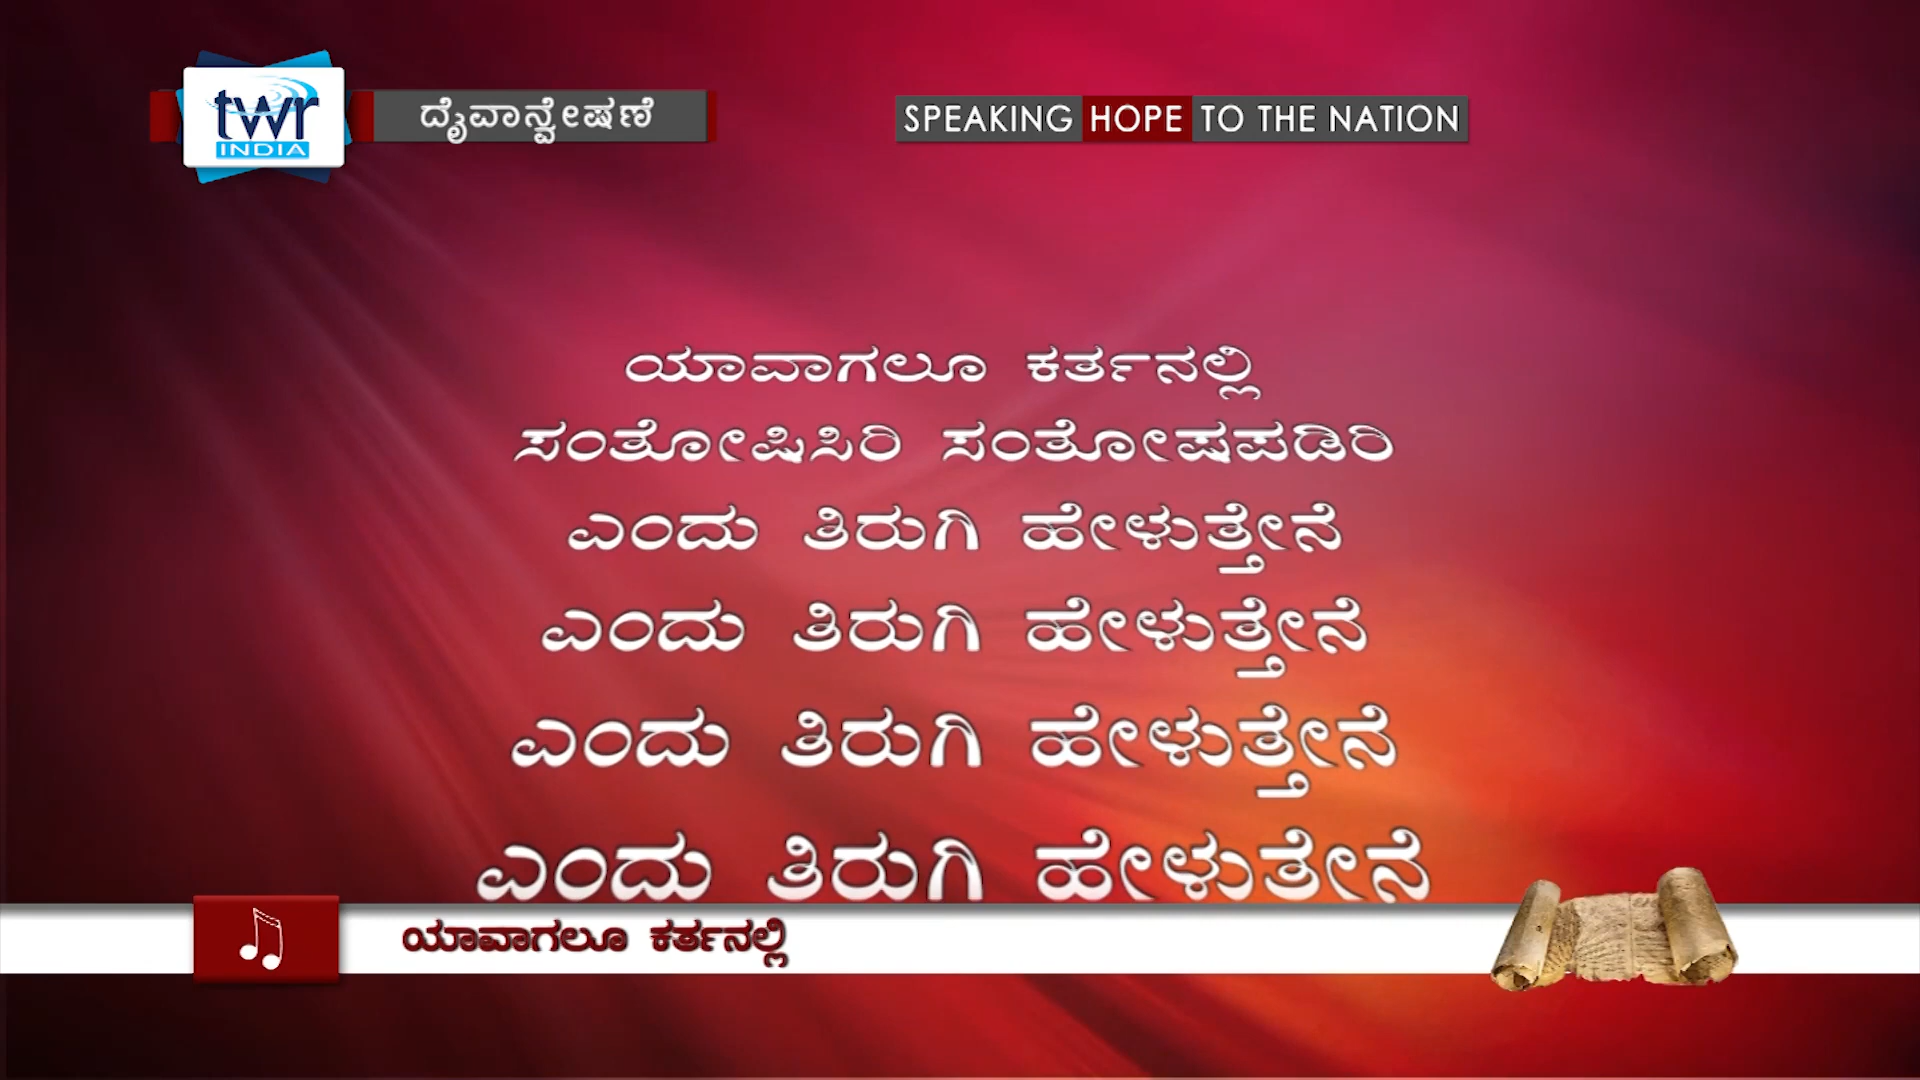 twr
INDIA
ದೈವಾನ್ವೇಷಣೆ
SPEAKING HOPE TO THE NATION
ಯಾವಾಗಲೂ ಕರ್ತನಲ್ಲಿ
ಸಂತೋಷಿಸಿರಿ ಸಂತೋಷಪಡಿರಿ
ಎಂದು ತಿರುಗಿ ಹೇಳುತ್ತೇನೆ
ಎಂದು ತಿರುಗಿ ಹೇಳುತ್ತೇನೆ
ಎಂದು ತಿರುಗಿ ಹೇಳುತ್ತೇನೆ
ಎಂದು ತಿರುಗಿ ಹೇಳುತ್ತೇನೆ
ಯಾವಾಗಲೂ ಕರ್ತನಲ್ಲಿ